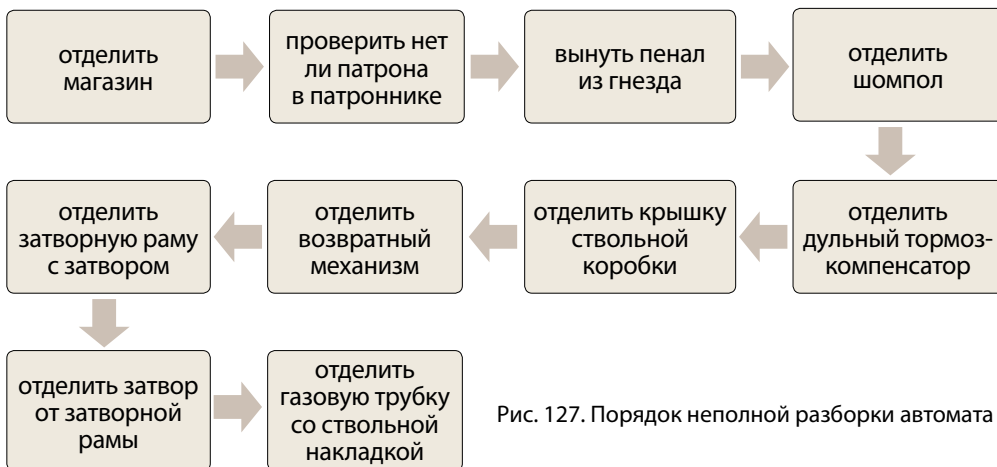 отделить
магазин
проверить нет
ли патрона
в патроннике
вынуть пенал
из гнезда
отделить
шомпол
отделить
дульный тормоз-
компенсатор
отделить крышку
ствольной
коробки
отделить
возвратный
механизм
отделить
затворную раму
с затвором
отделить затвор
от затворной
рамы
отделить
газовую трубку
со ствольной
накладкой
Рис. 127. Порядок неполной разборки автомата